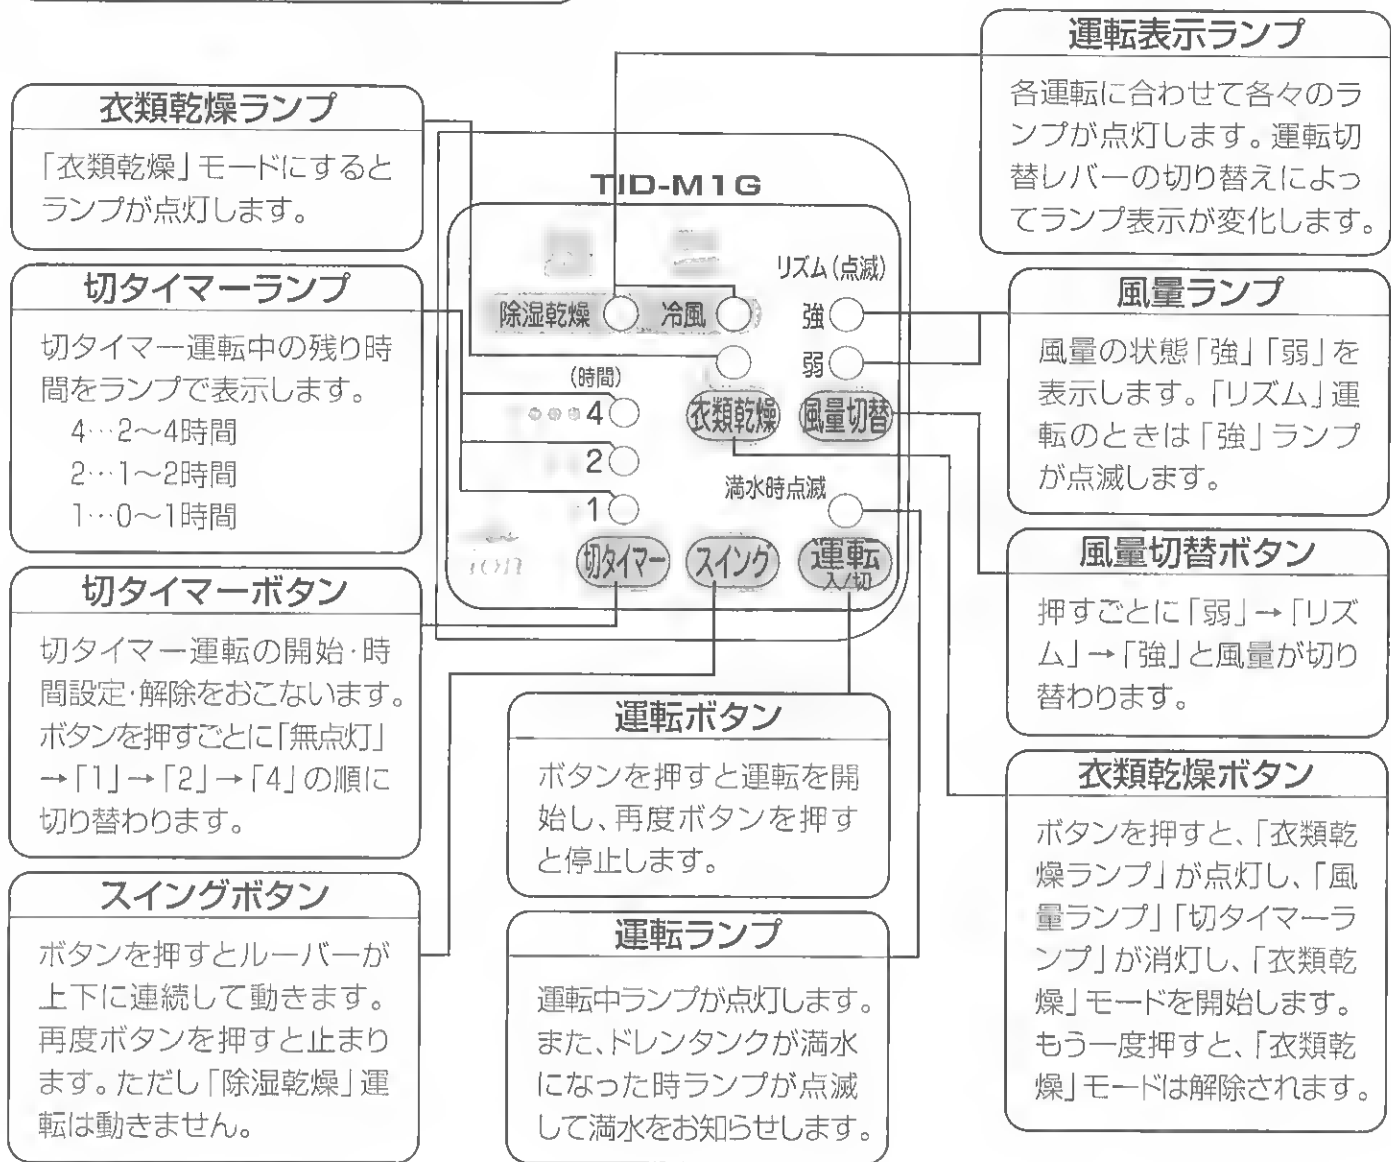 衣類乾燥ランプ
「衣類乾燥」モードにすると
ランプが点灯します。
切タイマーランプ
切タイマー運転中の残り時
間をランプで表示します。
4…2〜4時間
2…1〜2時間
1…0〜1時間
切タイマーボタン
切タイマー運転の開始・時
間設定・解除をおこないます。
ボタンを押すごとに「無点灯」
→「1」→「2」→「4」の順に
切り替わります。
スイングボタン
ボタンを押すとルーバーが
上下に連続して動きます。
再度ボタンを押すと止まり
ます。ただし「除湿乾燥」運
転は動きません。
TID-M1G
リズム(点滅)
除湿乾燥
冷風
強
弱
(時間)
4
衣類乾燥
風量切替
2
満水時点滅
1
ion
切タイマー
スイング
運転
入/切
運転ボタン
ボタンを押すと運転を開
始し、再度ボタンを押す
と停止します。
運転ランプ
運転中ランプが点灯します。
また、ドレンタンクが満水
になった時ランプが点滅
して満水をお知らせします。
運転表示ランプ
各運転に合わせて各々のラ
ンプが点灯します。運転切
替レバーの切り替えによっ
てランプ表示が変化します。
風量ランプ
風量の状態「強」「弱」を
表示します。「リズム」運
転のときは「強」ランプ
が点滅します。
風量切替ボタン
押すごとに「弱」→「リズ
ム」→「強」と風量が切り
替わります。
衣類乾燥ボタン
ボタンを押すと、「衣類乾
燥ランプ」が点灯し、「風
量ランプ」「切タイマーラ
ンプ」が消灯し、「衣類乾
燥」モードを開始します。
もう一度押すと、「衣類乾
燥」モードは解除されます。